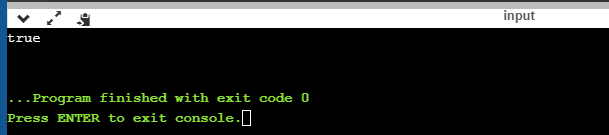 input
true
...Program finished with exit code 0
Press ENTER to exit console.